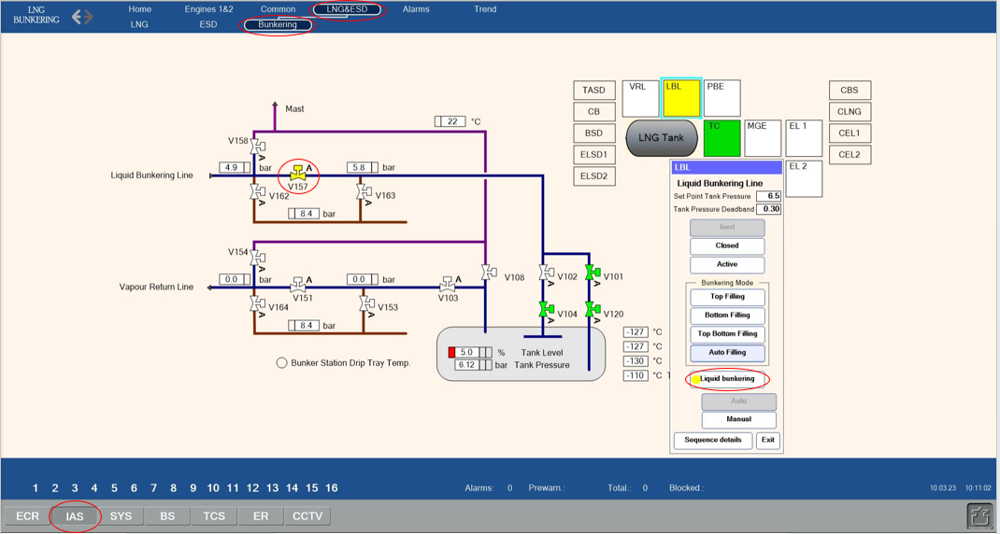 LNG
BUNKERING
Home Engines 1&2 Common LNG&ESD Alarms Trend
LNG ESD Bunkering
TASD
CB
BSD
ELSD1
ELSD2
VRL LBL PBE
LNG Tank TC MGE EL 1
EL 2
CBS
CLNG
CEL1
CEL2
Mast
22 °C
V158
A
4.9 bar
A
5.8 bar
Liquid Bunkering Line
V157
V162
A
V163
A
8.4 bar
V154
A
0.0 bar
A
0.0 bar
A
Vapour Return Line
V151
V103
V164
A
V153
A
8.4 bar
V108
V102
A
V101
A
V104
A
V120
A
Bunker Station Drip Tray Temp.
5.0 % Tank Level
6.12 bar Tank Pressure
-127 °C
-127 °C
-130 °C
-110 °C
LBL
Liquid Bunkering Line
Set Point Tank Pressure 6.5
Tank Pressure Deadband 0.30
Inert
Closed
Active
Bunkering Mode
Top Filling
Bottom Filling
Top Bottom Filling
Auto Filling
Liquid bunkering
Auto
Manual
Sequence details Exit
1 2 3 4 5 6 7 8 9 10 11 12 13 14 15 16
Alarms: 0 Prewarn.: Total.: 0 Blocked.:
10.03.23 10:11:02
ECR IAS SYS BS TCS ER CCTV